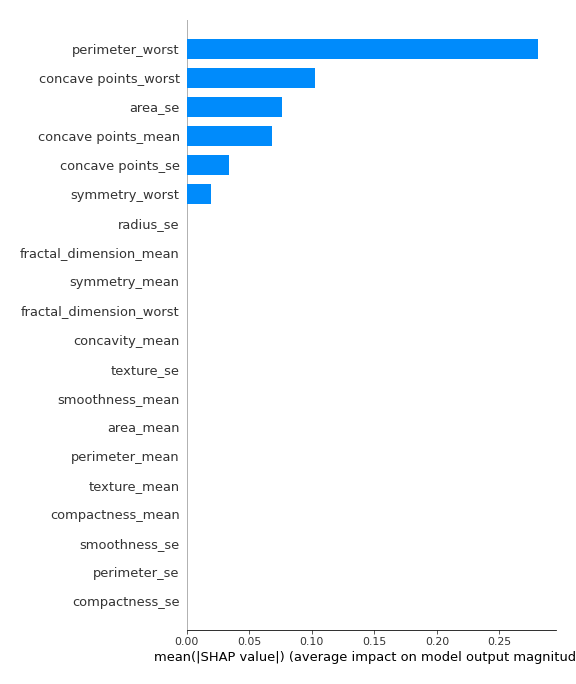 perimeter_worst
concave points_worst
area_se
concave points_mean
concave points_se
symmetry_worst
radius_se
fractal_dimension_mean
symmetry_mean
fractal_dimension_worst
concavity_mean
texture_se
smoothness_mean
area_mean
perimeter_mean
texture_mean
compactness_mean
smoothness_se
perimeter_se
compactness_se
0.00 0.05 0.10 0.15 0.20 0.25
mean(|SHAP value|) (average impact on model output magnitud